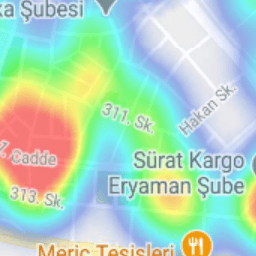 ka Şubesi
311. Sk.
Hakan Sk.
7. Cadde
Sürat Kargo
Eryaman Şube
313. Sk.
Meriç Tesisleri